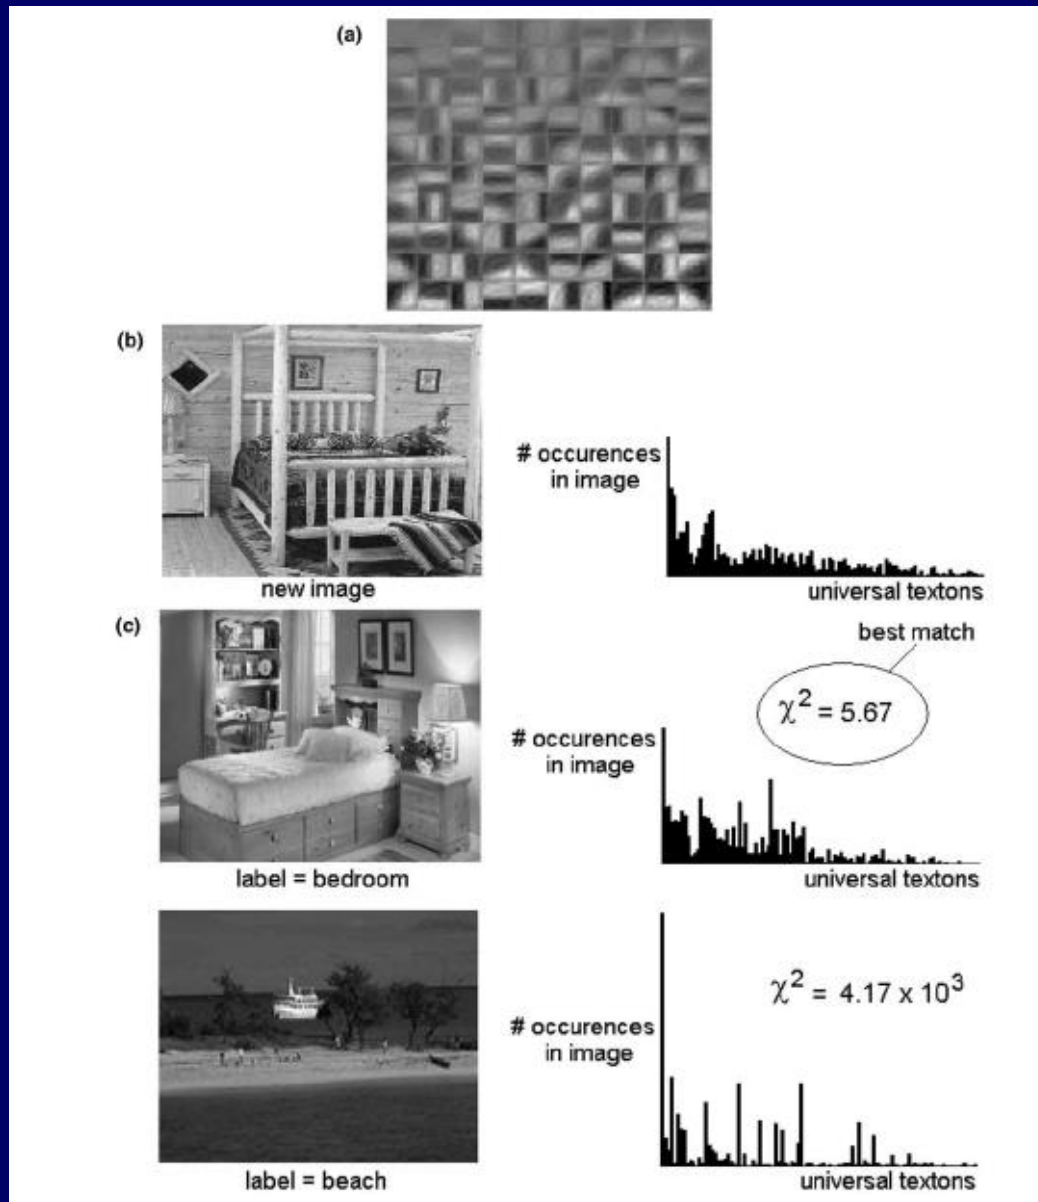 (a)
(b)
# occurences
in image
new image
universal textons
(c)
best match
χ² = 5.67
# occurences
in image
label = bedroom
universal textons
χ² = 4.17 x 10³
# occurences
in image
label = beach
universal textons